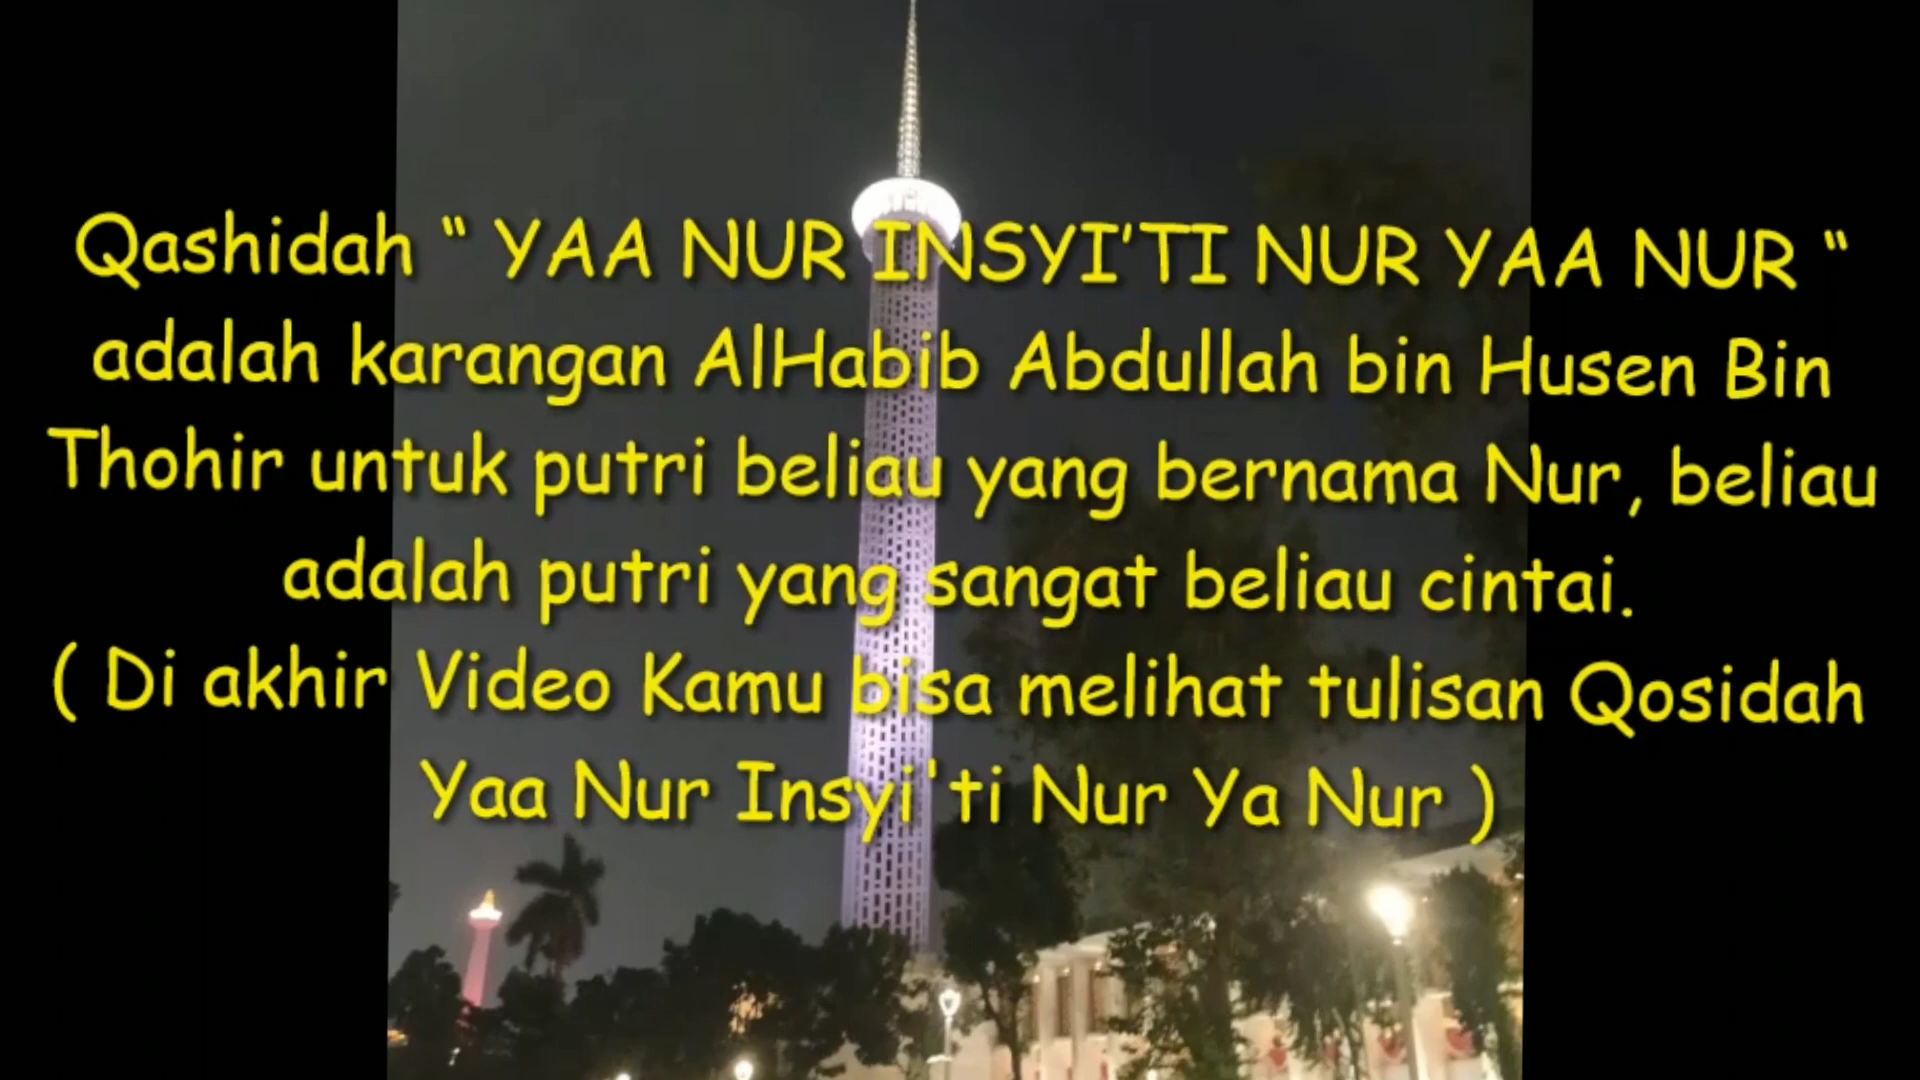 Qashidah “ YAA NUR INSYI’TI NUR YAA NUR “
adalah karangan AlHabib Abdullah bin Husen Bin
Thohir untuk putri beliau yang bernama Nur, beliau
adalah putri yang sangat beliau cintai.
( Di akhir Video Kamu bisa melihat tulisan Qosidah
Yaa Nur Insyi'ti Nur Ya Nur )